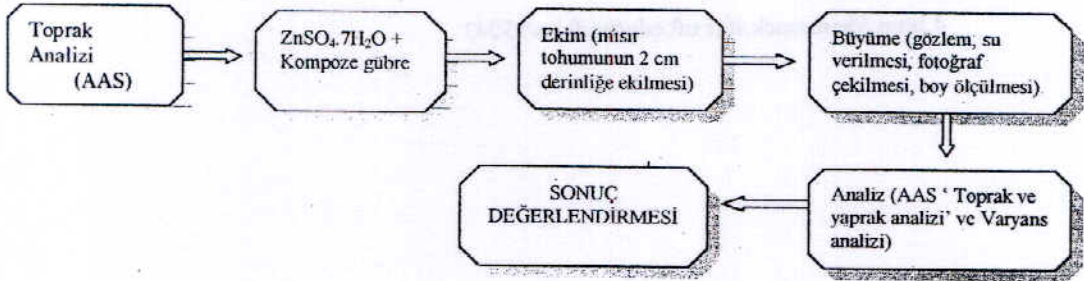 Toprak
Analizi
(AAS)
ZnSO₄.7H₂O +
Kompoze gübre
Ekim (mısır
tohumunun 2 cm
derinliğe ekilmesi)
Büyüme (gözlem, su
verilmesi, fotoğraf
çekilmesi, boy ölçülmesi)
Analiz (AAS ‘ Toprak ve
yaprak analizi’ ve Varyans
analizi)
SONUÇ
DEĞERLENDİRMESİ